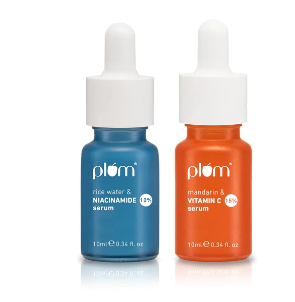 plum
rice water &
NIACINAMIDE 10%
serum
10ml ℮ 0.34 fl. oz.
plum
mandarin &
VITAMIN C 15%
serum
10ml ℮ 0.34 fl. oz.